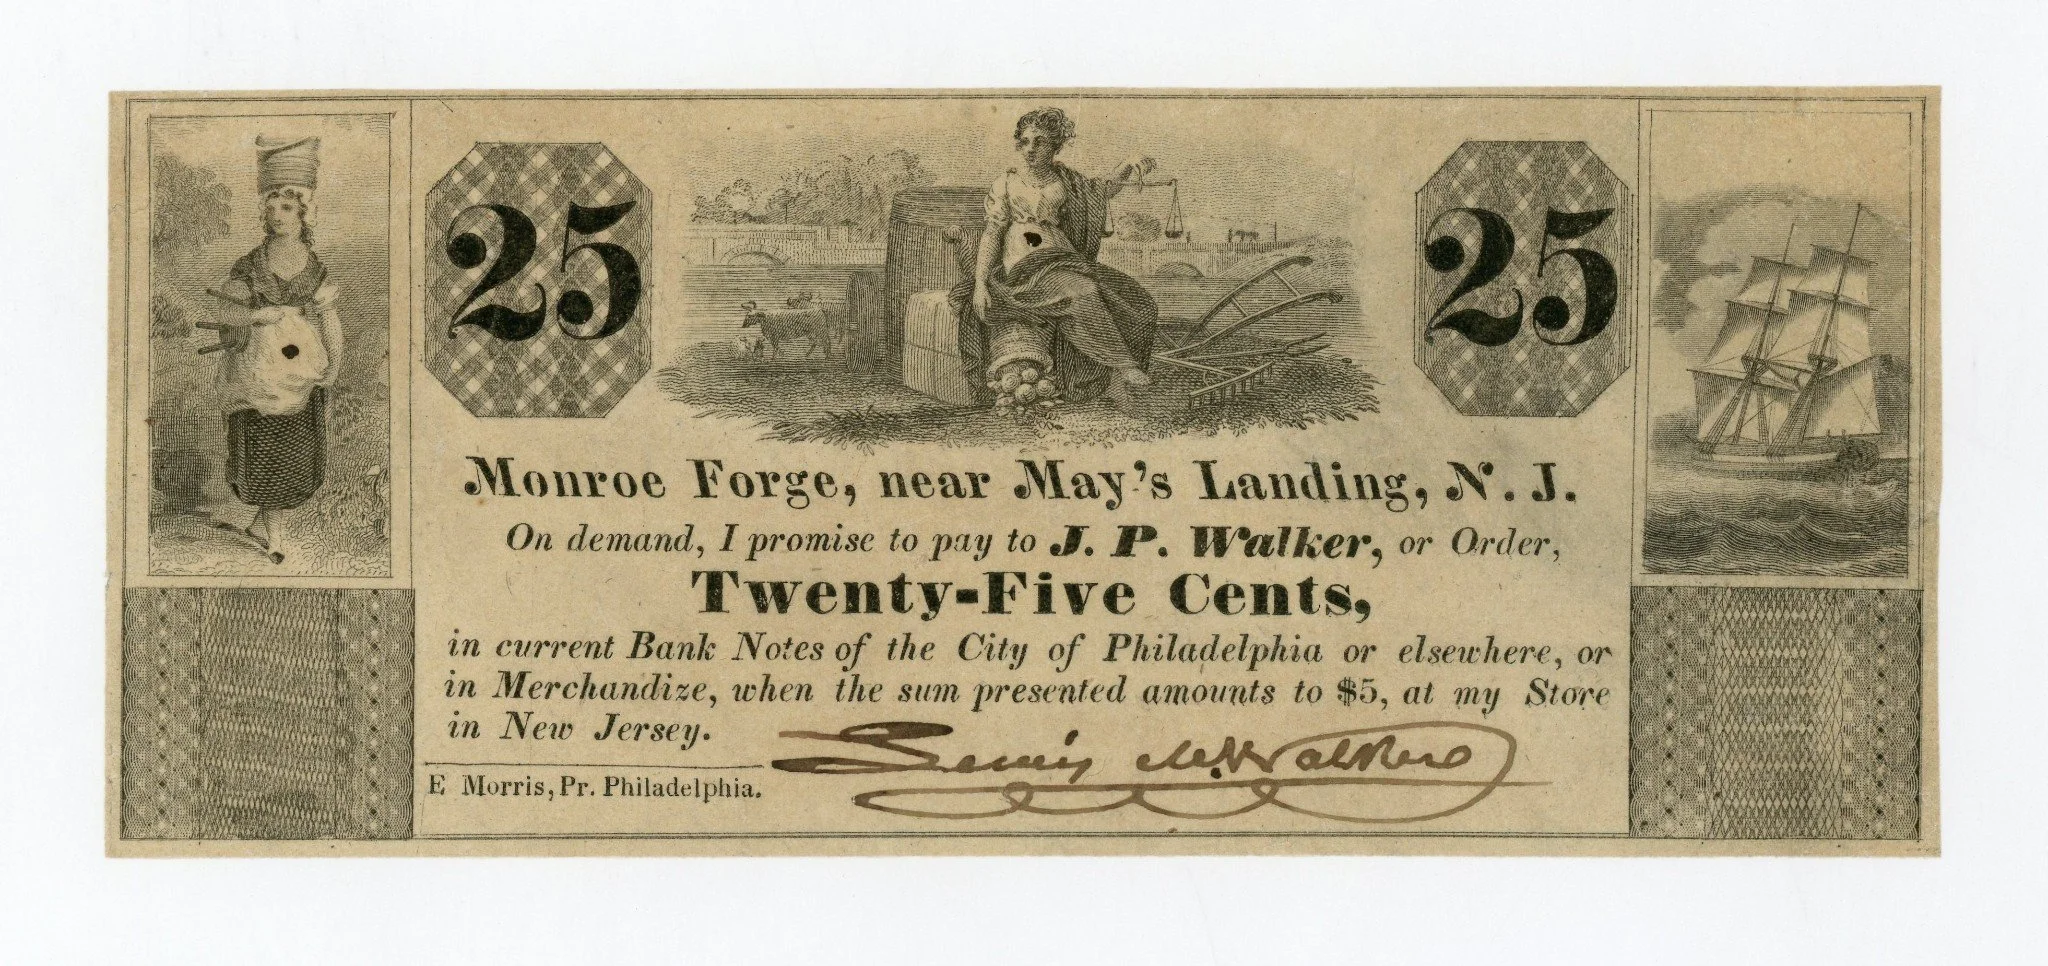 25
25
Monroe Forge, near May's Landing, N. J.
On demand, I promise to pay to J. P. Walker, or Order,
Twenty-Five Cents,
in current Bank Notes of the City of Philadelphia or elsewhere, or
in Merchandize, when the sum presented amounts to $5, at my Store
in New Jersey.
Lewis M. Walker
E Morris, Pr. Philadelphia.